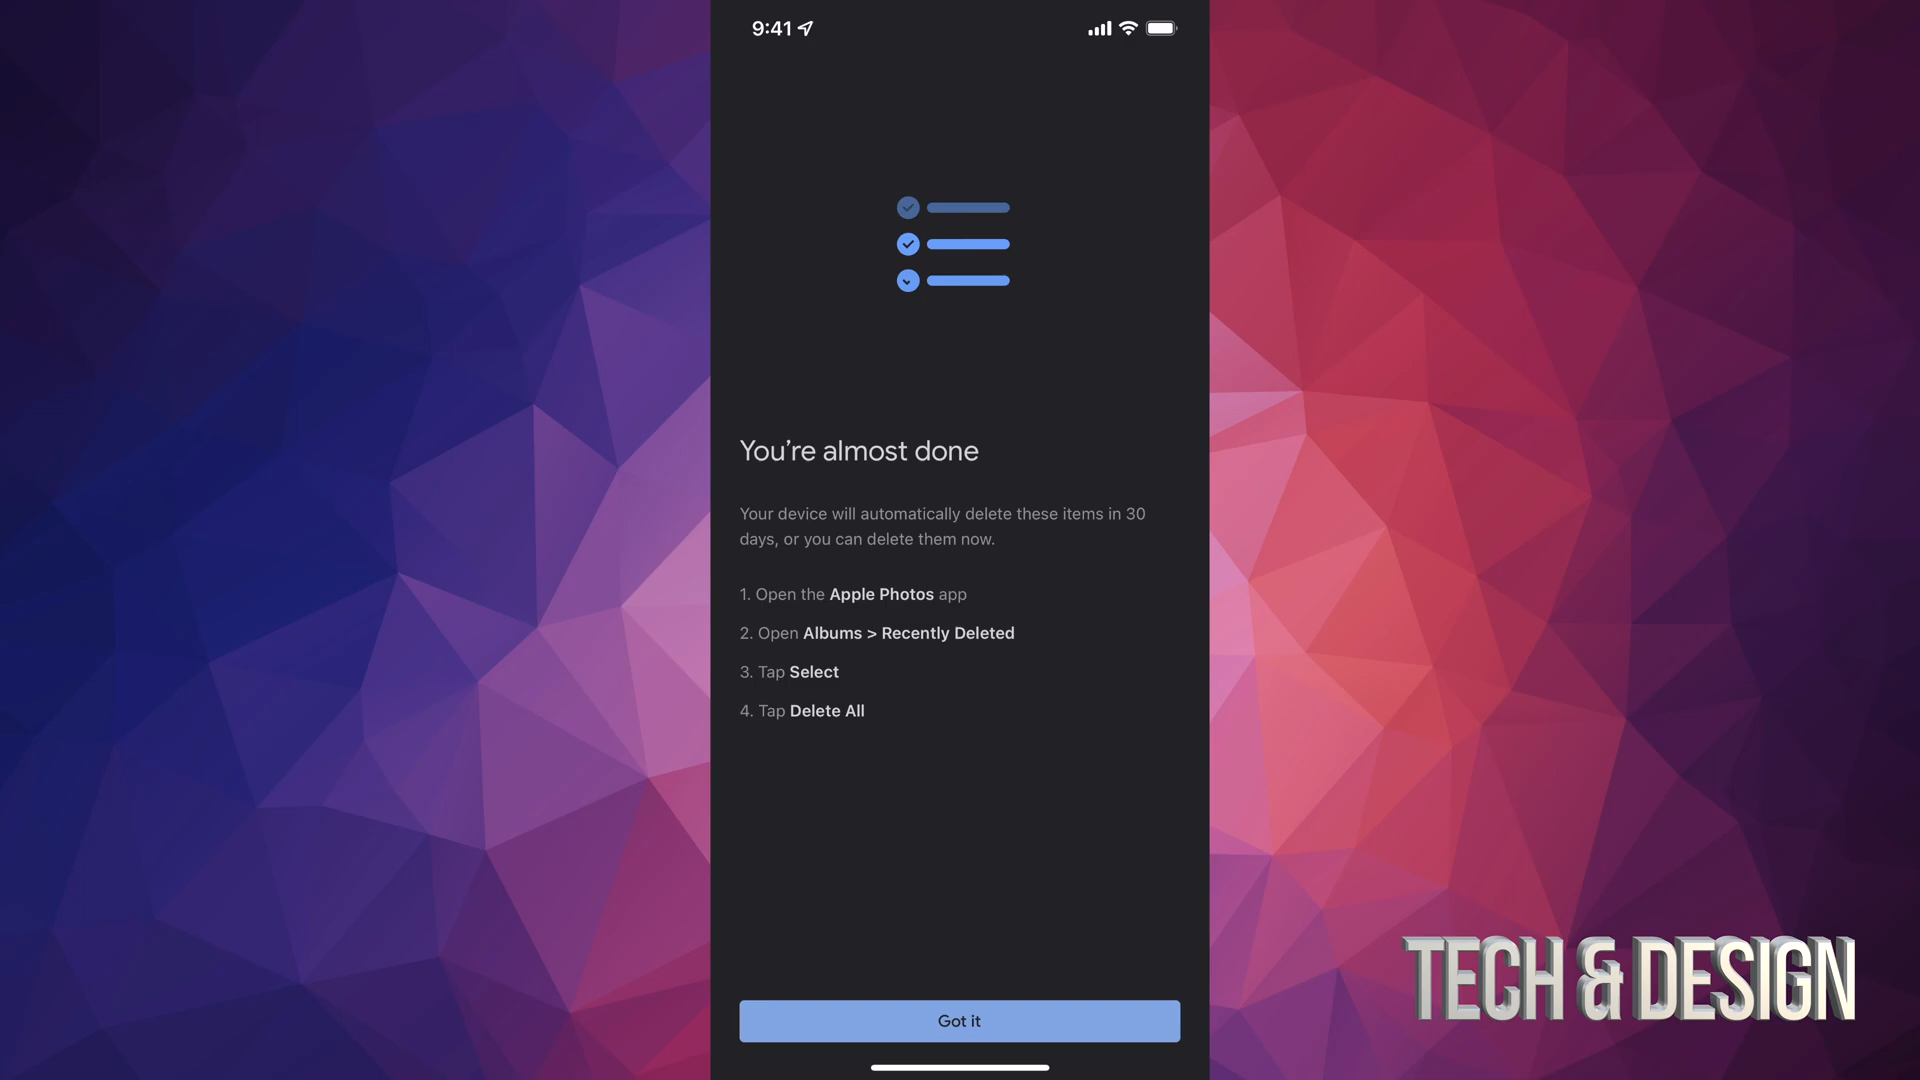 9:41
You’re almost done
Your device will automatically delete these items in 30
days, or you can delete them now.
1. Open the Apple Photos app
2. Open Albums > Recently Deleted
3. Tap Select
4. Tap Delete All
Got it
TECH & DESIGN